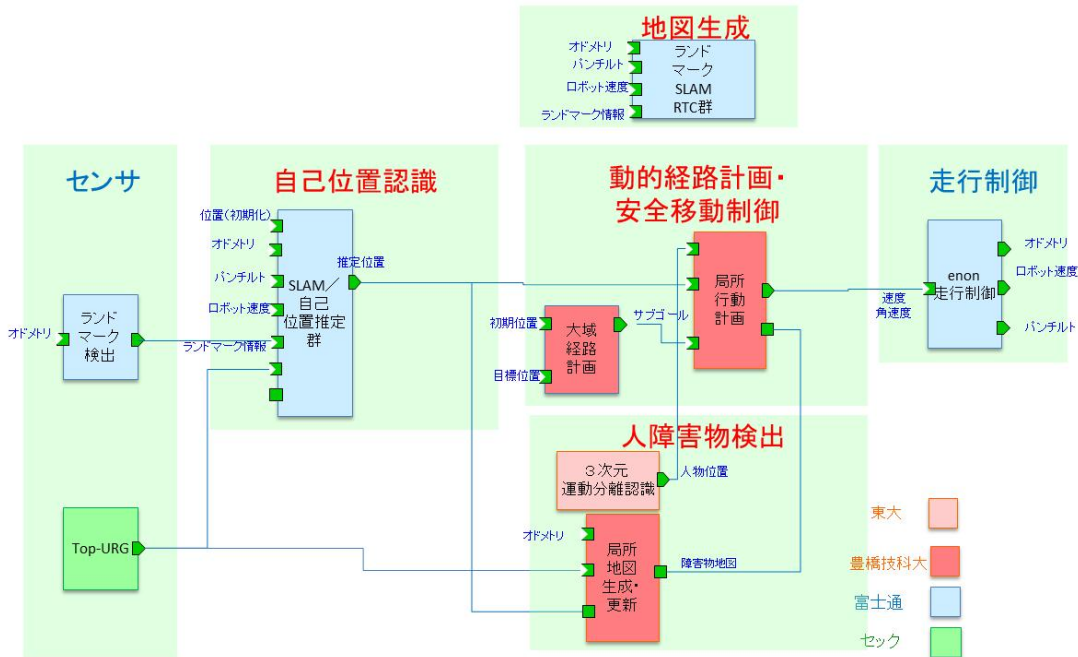 地図生成
オドメトリ
パンチルト
ロボット速度
ランドマーク情報
ランド
マーク
SLAM
RTC群
センサ
オドメトリ
ランド
マーク
検出
Top-URG
自己位置認識
位置(初期化)
オドメトリ
パンチルト
ロボット速度
ランドマーク情報
SLAM／
自己
位置推定
群
推定位置
動的経路計画・
安全移動制御
初期位置
目標位置
大域
経路
計画
サブゴール
局所
行動
計画
走行制御
速度
角速度
enon
走行制御
オドメトリ
ロボット速度
パンチルト
人障害物検出
３次元
運動分離認識
人物位置
オドメトリ
局所
地図
生成・
更新
障害物地図
東大
豊橋技科大
富士通
セック